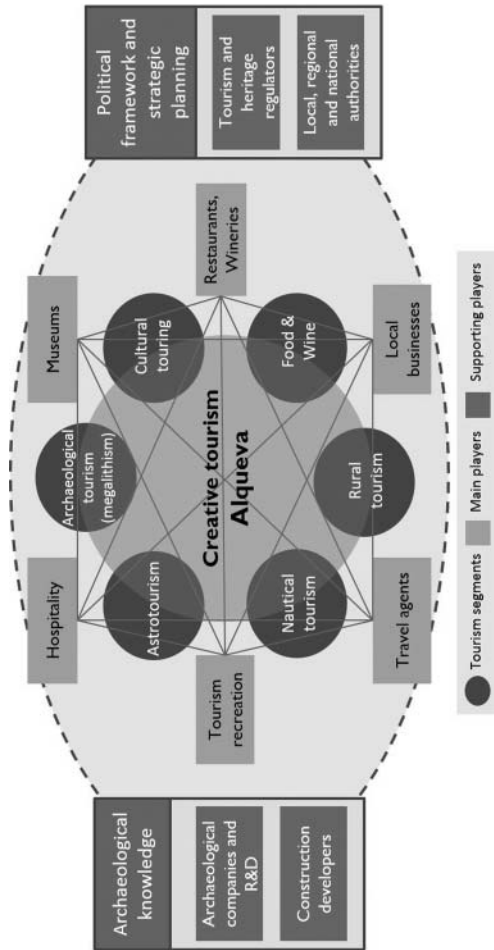 Archaeological
knowledge
Archaeological
companies and
R&D
Construction
developers
Hospitality
Museums
Tourism
recreation
Restaurants,
Wineries
Travel agents
Local
businesses
Archaeological
tourism
(megalithism)
Astrotourism
Cultural
touring
Creative tourism
Alqueva
Nautical
tourism
Food &
Wine
Rural
tourism
Political
framework and
strategic
planning
Tourism and
heritage
regulators
Local, regional
and national
authorities
Tourism segments
Main players
Supporting players